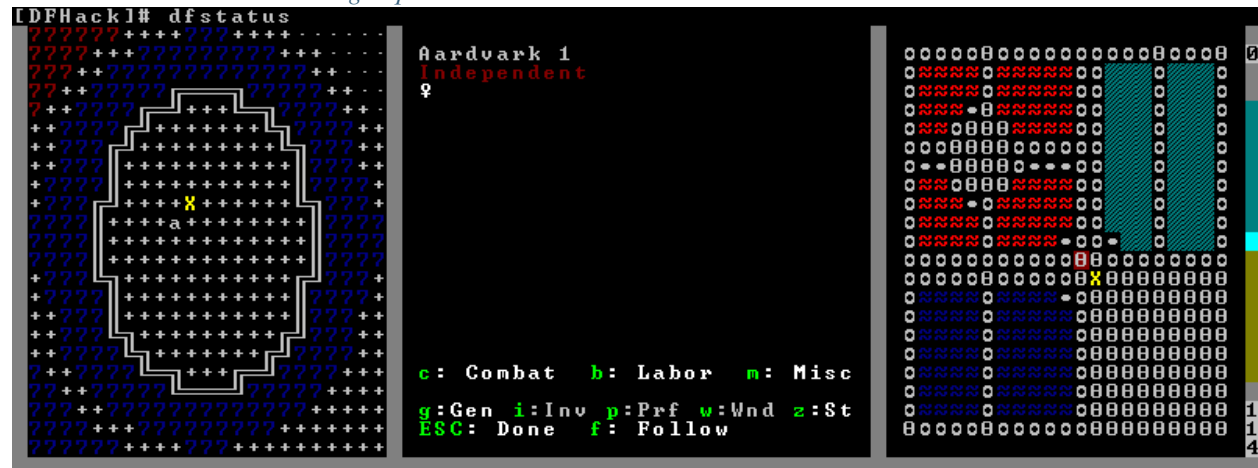 [DFHack]# dfstatus
Aardvark 1
Independent
♀
c: Combat b: Labor m: Misc
g:Gen i:Inv p:Prf w:Wnd z:St
ESC: Done f: Follow